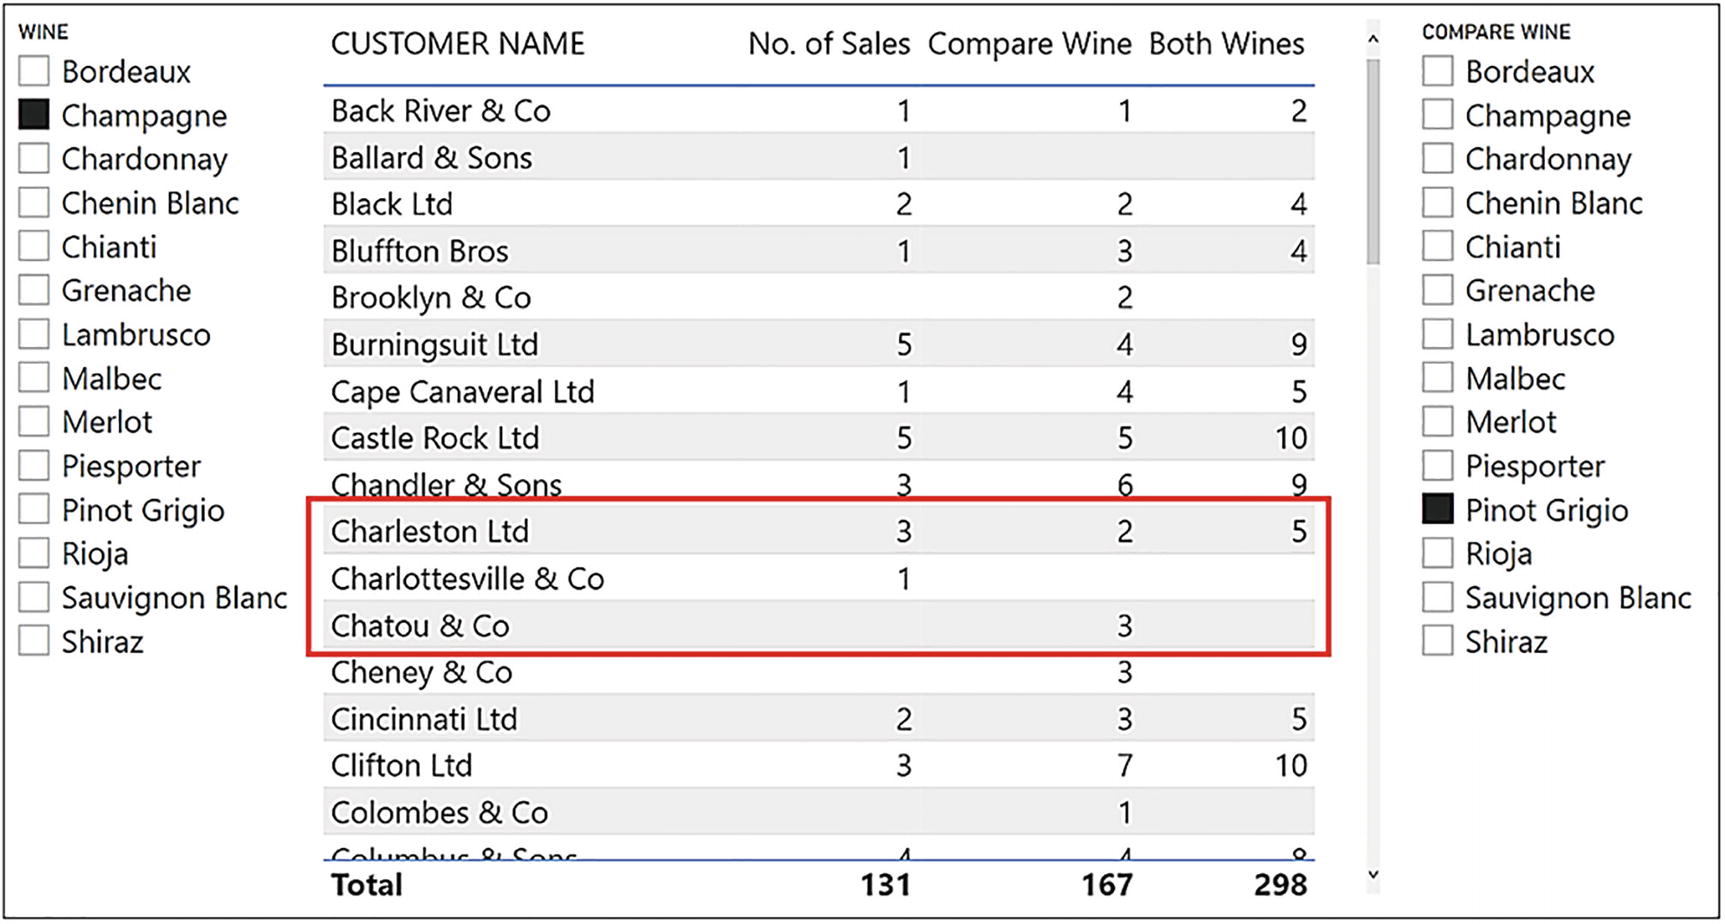 WINE
Bordeaux
Champagne
Chardonnay
Chenin Blanc
Chianti
Grenache
Lambrusco
Malbec
Merlot
Piesporter
Pinot Grigio
Rioja
Sauvignon Blanc
Shiraz
CUSTOMER NAME No. of Sales Compare Wine Both Wines
Back River & Co 1 1 2
Ballard & Sons 1
Black Ltd 2 2 4
Bluffton Bros 1 3 4
Brooklyn & Co 2
Burningsuit Ltd 5 4 9
Cape Canaveral Ltd 1 4 5
Castle Rock Ltd 5 5 10
Chandler & Sons 3 6 9
Charleston Ltd 3 2 5
Charlottesville & Co 1
Chatou & Co 3
Cheney & Co 3
Cincinnati Ltd 2 3 5
Clifton Ltd 3 7 10
Colombes & Co 1
Columbus & Sons 4 4 8
Total 131 167 298
COMPARE WINE
Bordeaux
Champagne
Chardonnay
Chenin Blanc
Chianti
Grenache
Lambrusco
Malbec
Merlot
Piesporter
Pinot Grigio
Rioja
Sauvignon Blanc
Shiraz